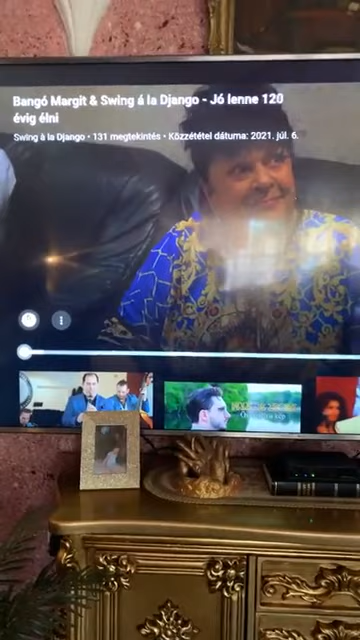 Bangó Margit & Swing á la Django - Jó lenne 120
évig élni
Swing à la Django • 131 megtekintés • Közzététel dátuma: 2021. júl. 6.